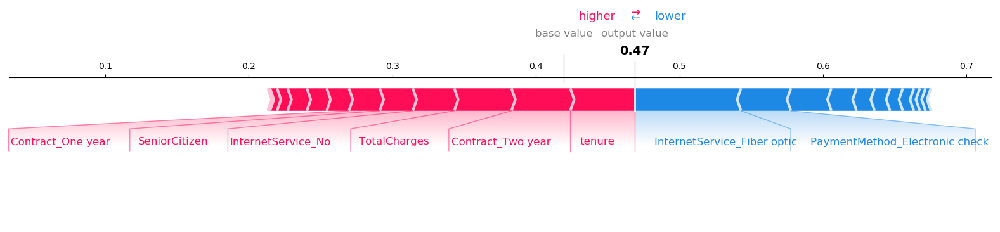 higher ⇄ lower
base value output value
0.47
0.1 0.2 0.3 0.4 0.5 0.6 0.7
Contract_One year SeniorCitizen InternetService_No TotalCharges Contract_Two year tenure InternetService_Fiber optic PaymentMethod_Electronic check